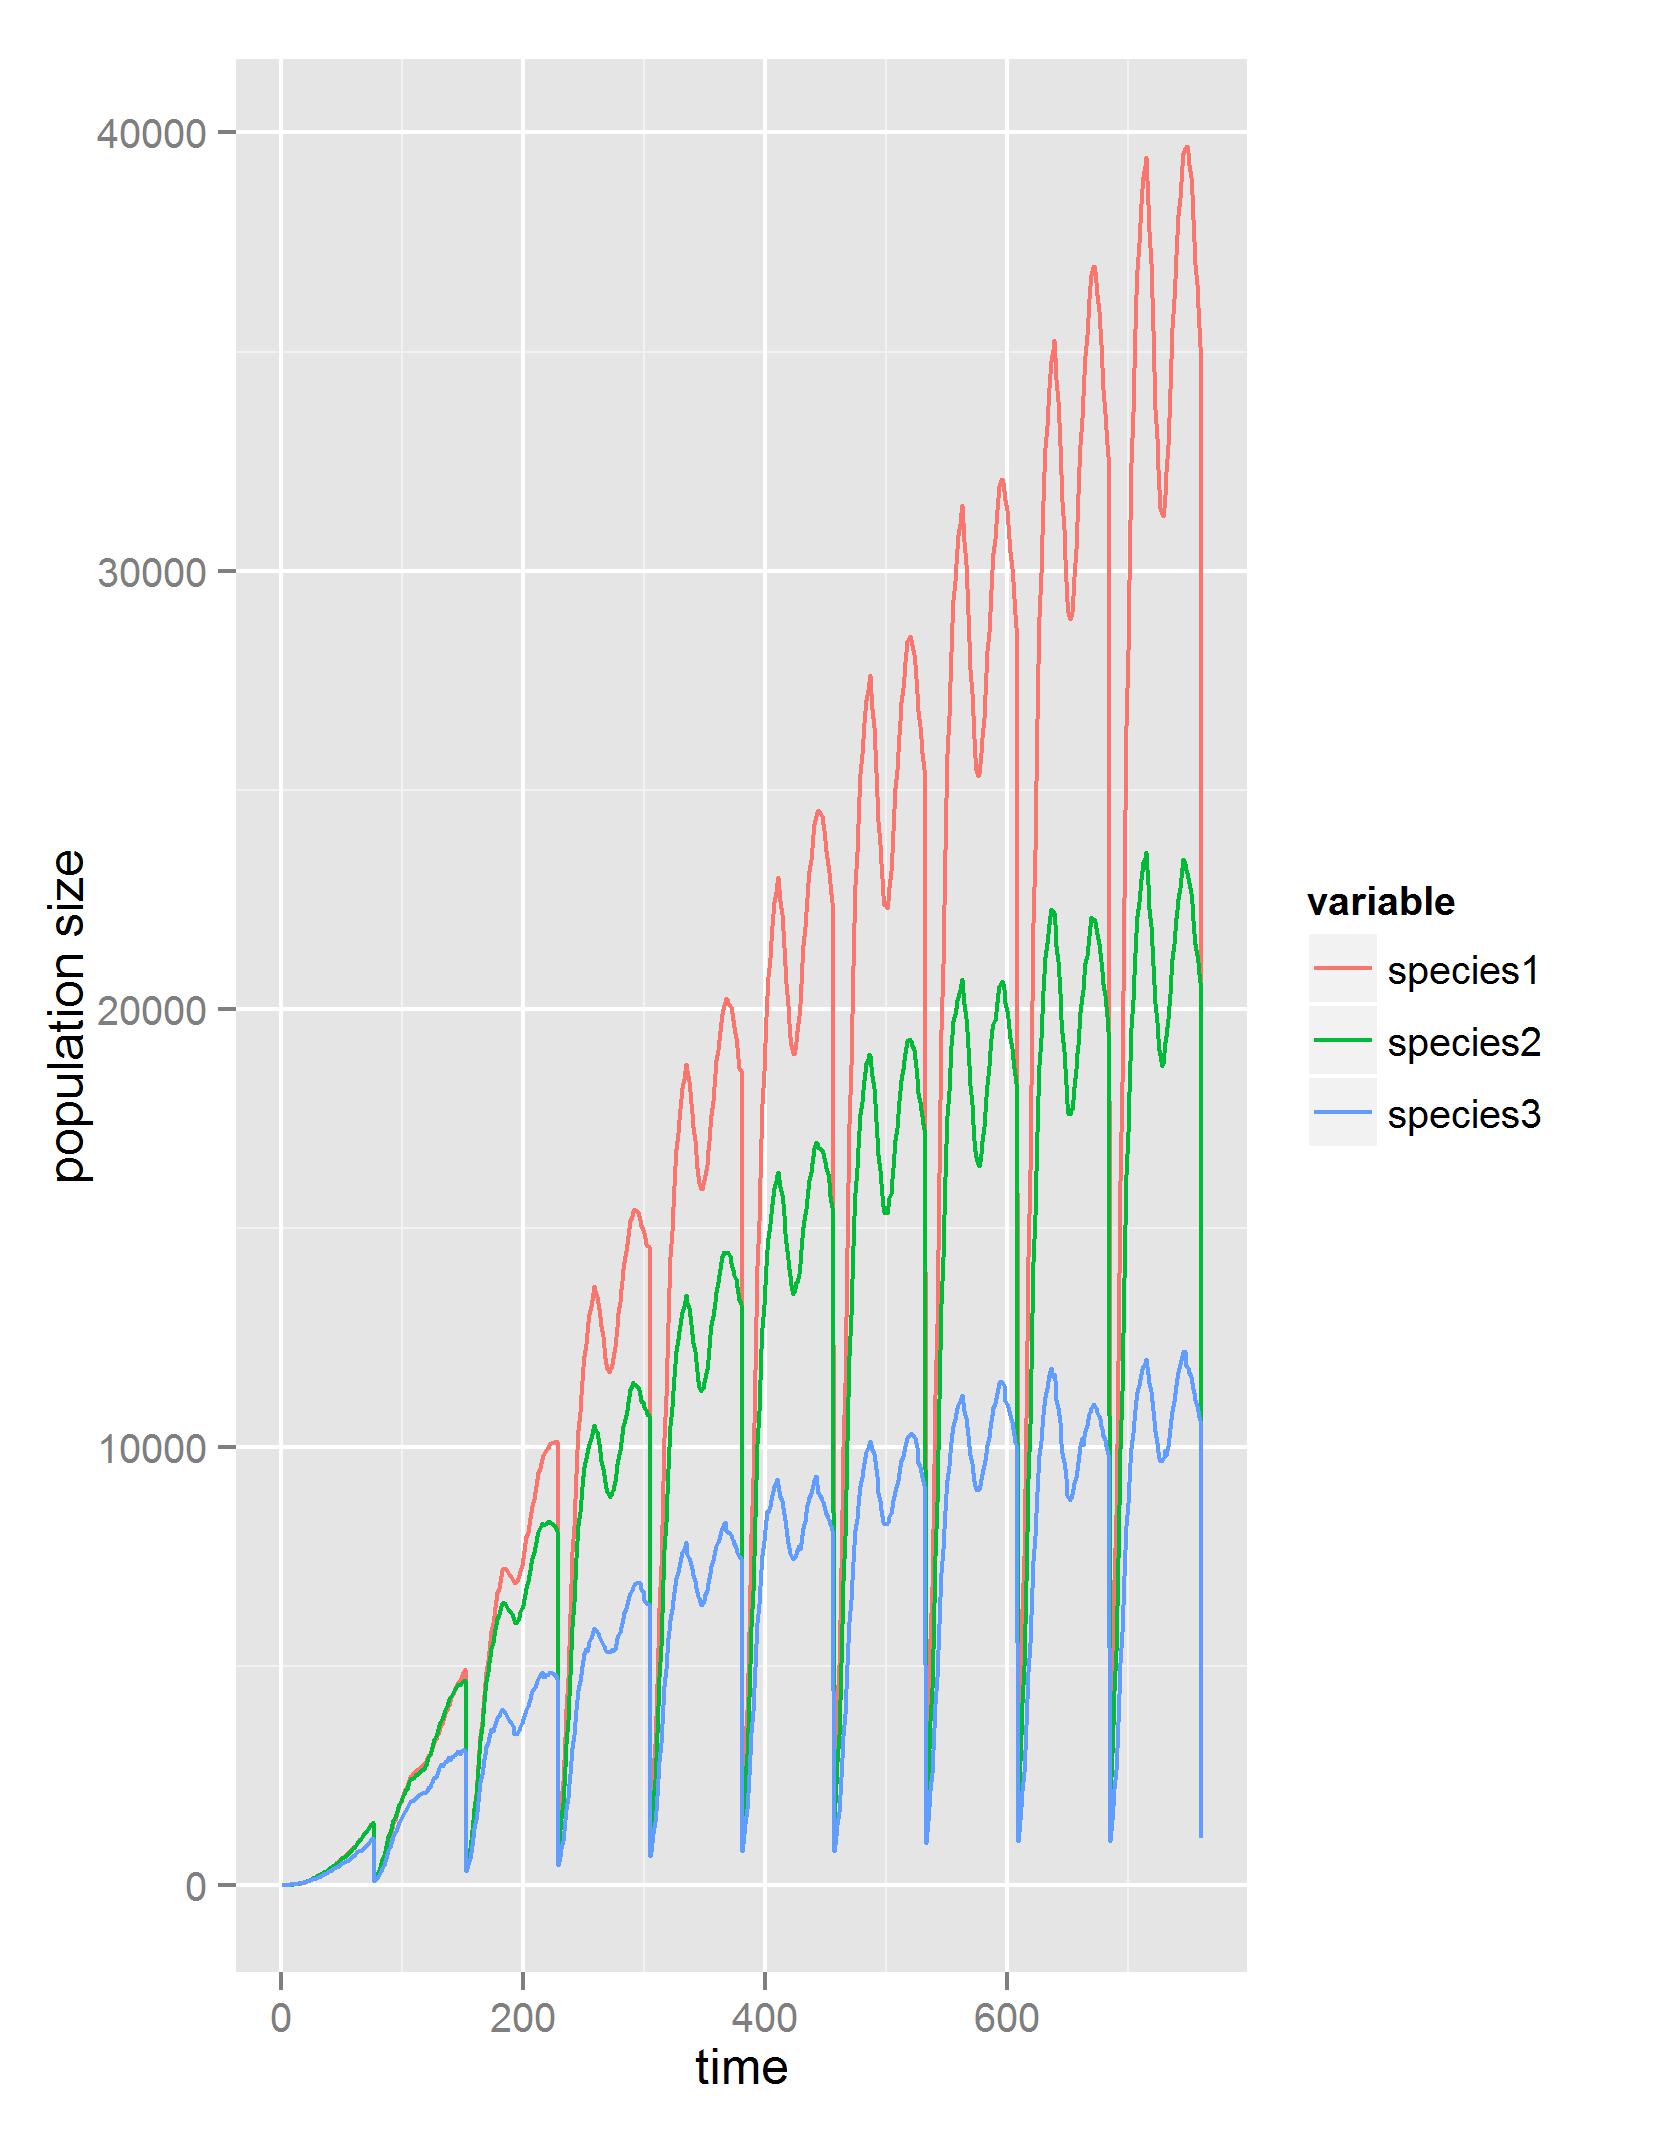 40000
30000
20000
10000
0
population size
0 200 400 600
time
variable
species1
species2
species3